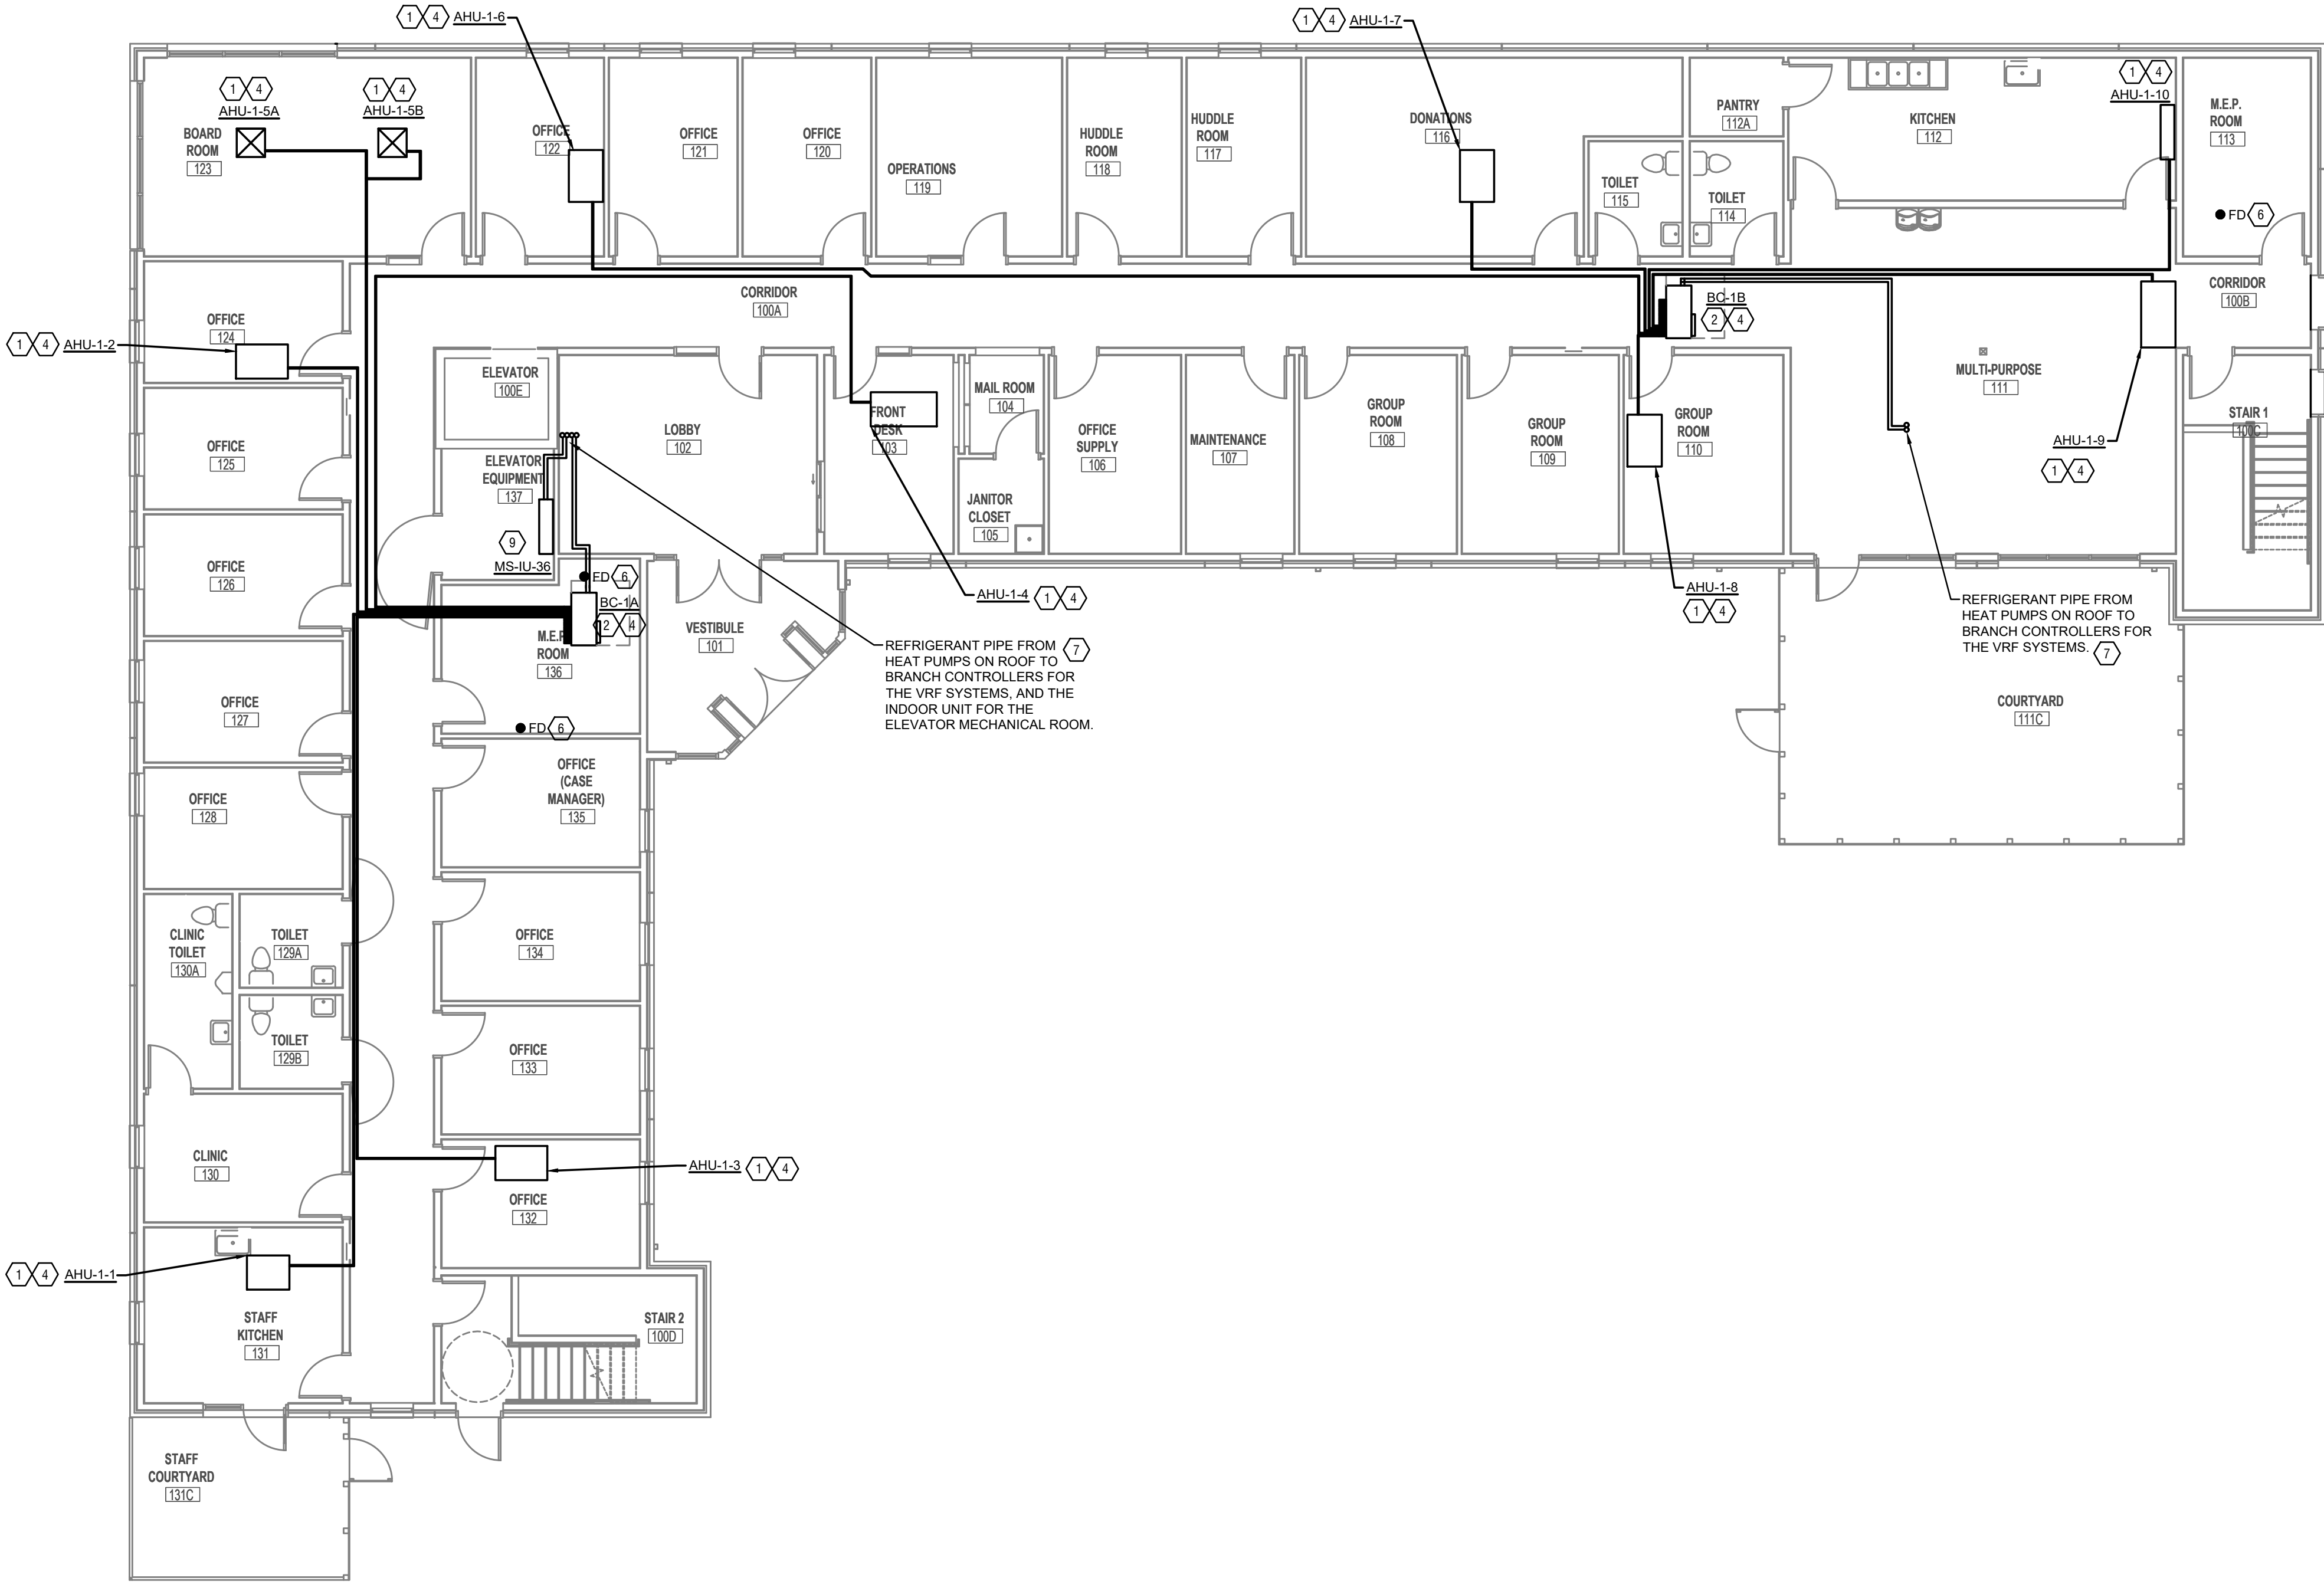 1 4 AHU-1-6
1 4 AHU-1-7
1 4
AHU-1-5A
1 4
AHU-1-5B
1 4
AHU-1-10
BOARD
ROOM
123
OFFICE
122
OFFICE
121
OFFICE
120
OPERATIONS
119
HUDDLE
ROOM
118
HUDDLE
ROOM
117
DONATIONS
116
TOILET
115
PANTRY
112A
TOILET
114
KITCHEN
112
M.E.P.
ROOM
113
FD 6
CORRIDOR
100A
BC-1B
2 4
CORRIDOR
100B
OFFICE
124
1 4 AHU-1-2
ELEVATOR
100E
LOBBY
102
FRONT
DESK
103
MAIL ROOM
104
OFFICE
SUPPLY
106
MAINTENANCE
107
GROUP
ROOM
108
GROUP
ROOM
109
GROUP
ROOM
110
MULTI-PURPOSE
111
STAIR 1
100C
AHU-1-9
1 4
OFFICE
125
ELEVATOR
EQUIPMENT
137
JANITOR
CLOSET
105
9
MS-IU-36
OFFICE
126
FD 6
BC-1A
2 4
M.E.P.
ROOM
136
VESTIBULE
101
AHU-1-4 1 4
AHU-1-8
1 4
REFRIGERANT PIPE FROM
HEAT PUMPS ON ROOF TO
BRANCH CONTROLLERS FOR
THE VRF SYSTEMS. 7
REFRIGERANT PIPE FROM 7
HEAT PUMPS ON ROOF TO
BRANCH CONTROLLERS FOR
THE VRF SYSTEMS, AND THE
INDOOR UNIT FOR THE
ELEVATOR MECHANICAL ROOM.
OFFICE
127
FD 6
COURTYARD
111C
OFFICE
128
OFFICE
(CASE
MANAGER)
135
CLINIC
TOILET
130A
TOILET
129A
OFFICE
134
TOILET
129B
OFFICE
133
CLINIC
130
AHU-1-3 1 4
OFFICE
132
1 4 AHU-1-1
STAFF
KITCHEN
131
STAIR 2
100D
STAFF
COURTYARD
131C